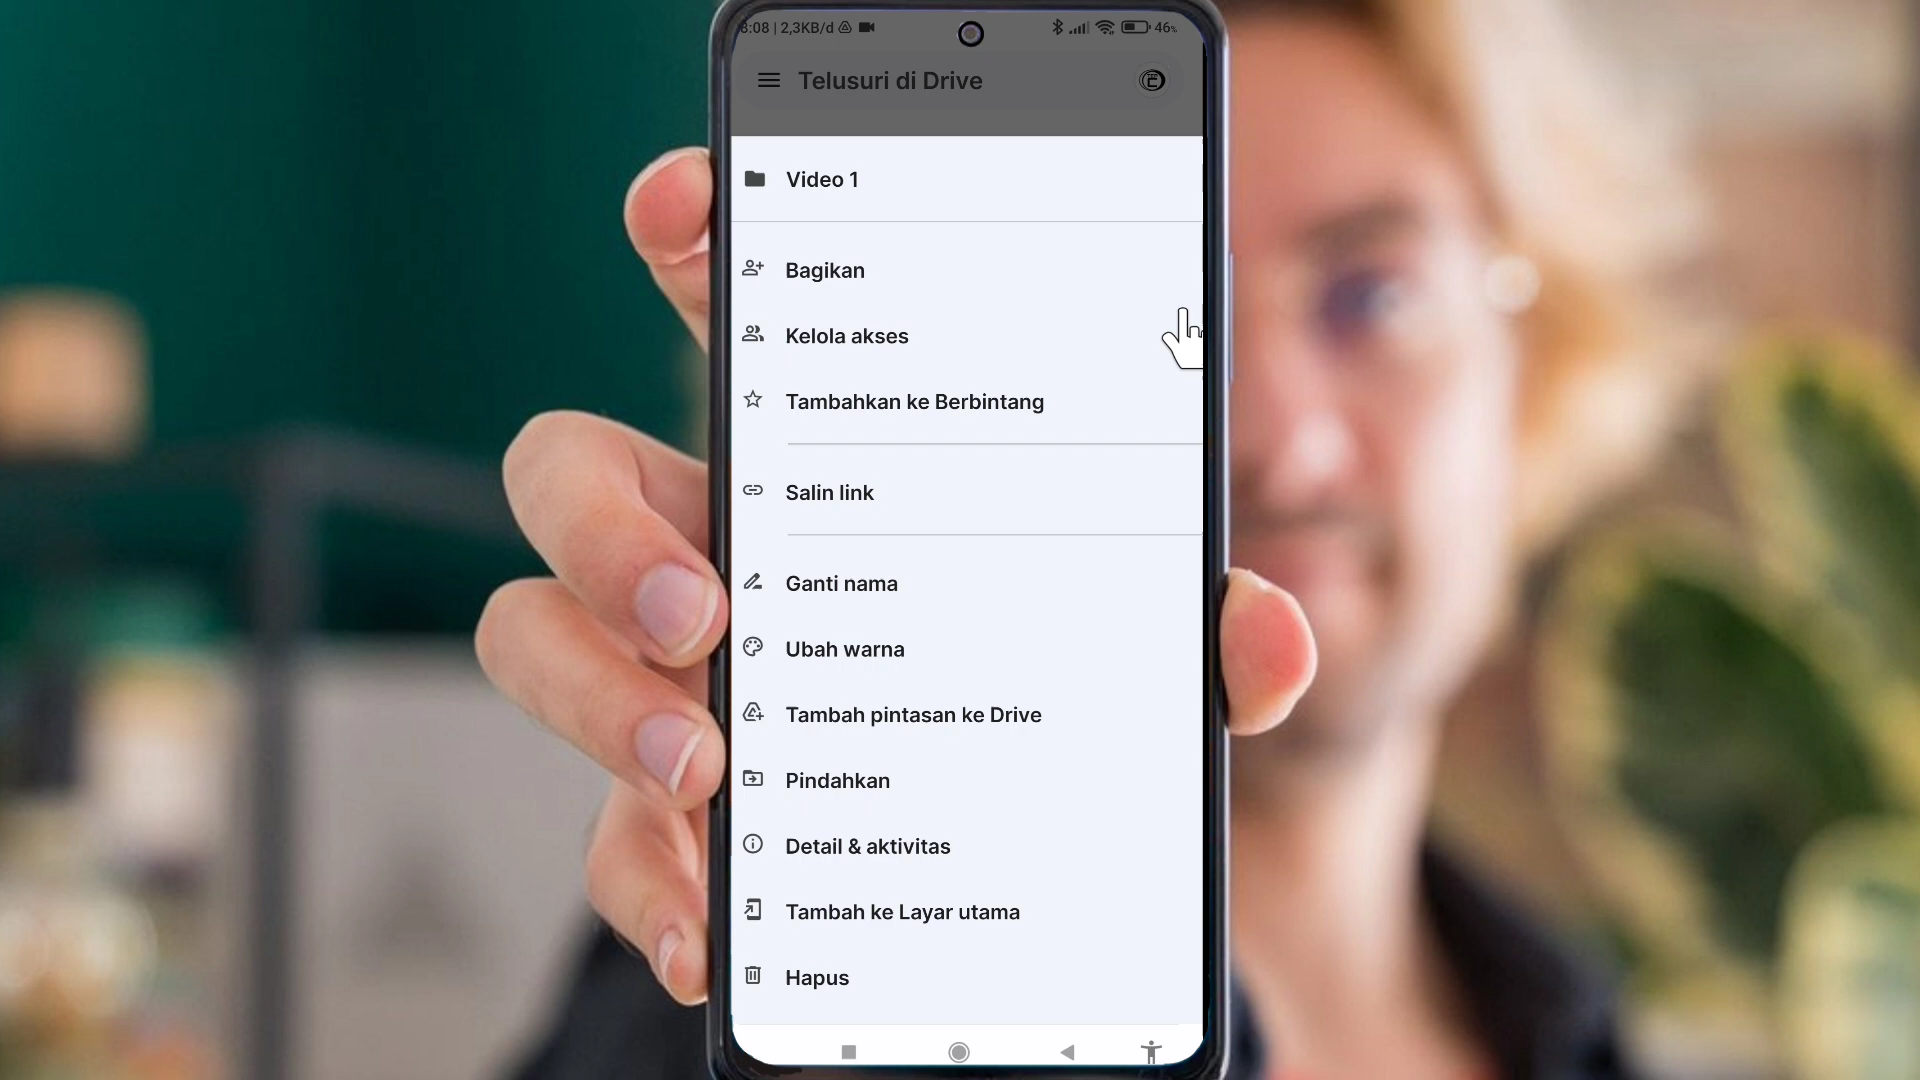 8:08 | 2,3KB/d
46%
Telusuri di Drive
Video 1
Bagikan
Kelola akses
Tambahkan ke Berbintang
Salin link
Ganti nama
Ubah warna
Tambah pintasan ke Drive
Pindahkan
Detail & aktivitas
Tambah ke Layar utama
Hapus